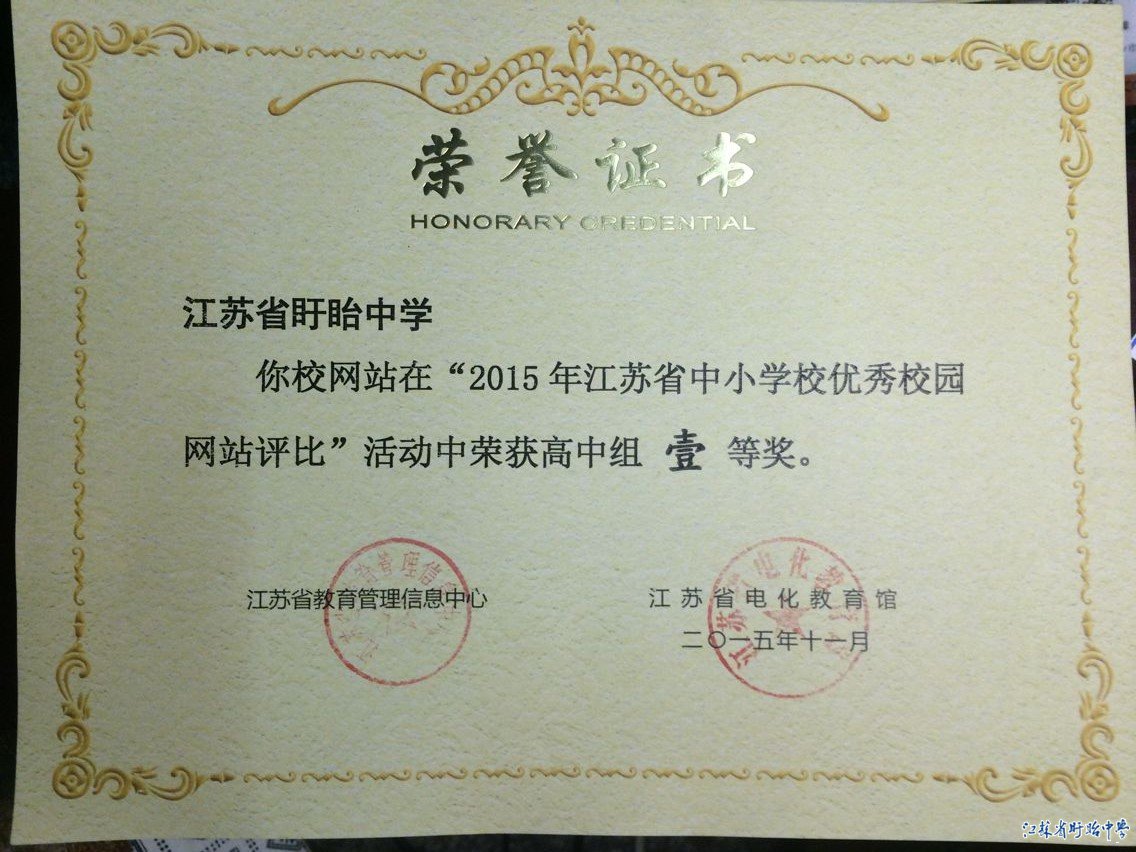 荣誉证书
HONORARY CREDENTIAL
江苏省盱眙中学
你校网站在“2015年江苏省中小学校优秀校园
网站评比”活动中荣获高中组 壹 等奖。
江苏省教育管理信息中心
江苏省电化教育馆
二〇一五年十一月
江苏省盱眙中学